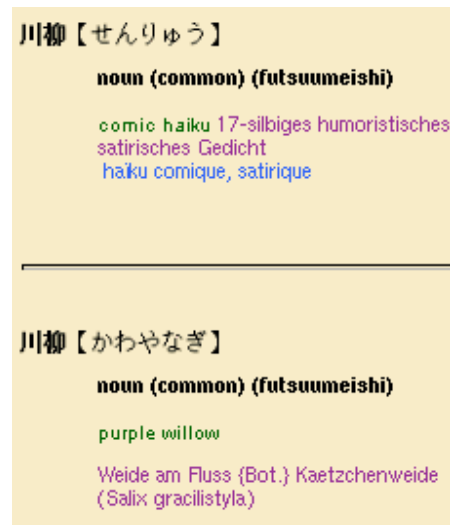 川柳【せんりゅう】
noun (common) (futsuumeishi)
comic haiku 17-silbiges humoristisches
satirisches Gedicht
haïku comique, satirique
川柳【かわやなぎ】
noun (common) (futsuumeishi)
purple willow
Weide am Fluss {Bot.} Kaetzchenweide
(Salix gracilistyla)